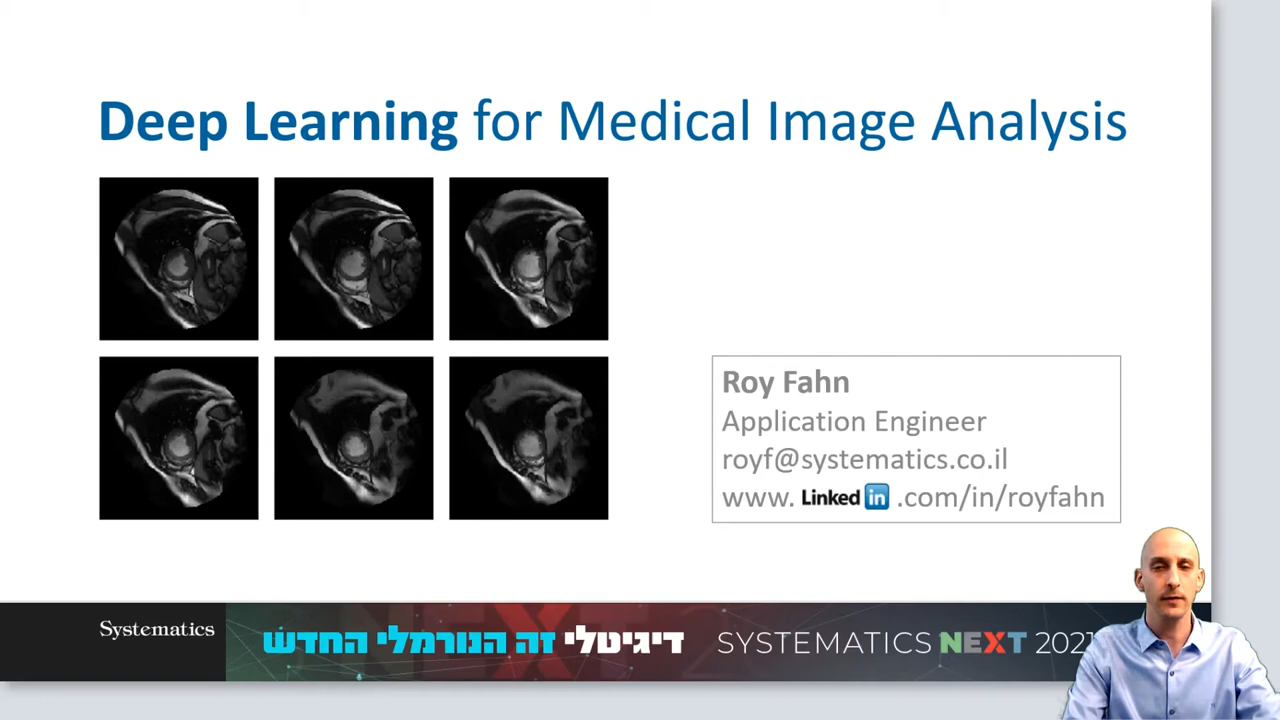 Deep Learning for Medical Image Analysis
Roy Fahn
Application Engineer
royf@systematics.co.il
www. Linked in .com/in/royfahn
Systematics
דיגיטלי זה הנורמלי החדש
SYSTEMATICS NEXT 2021